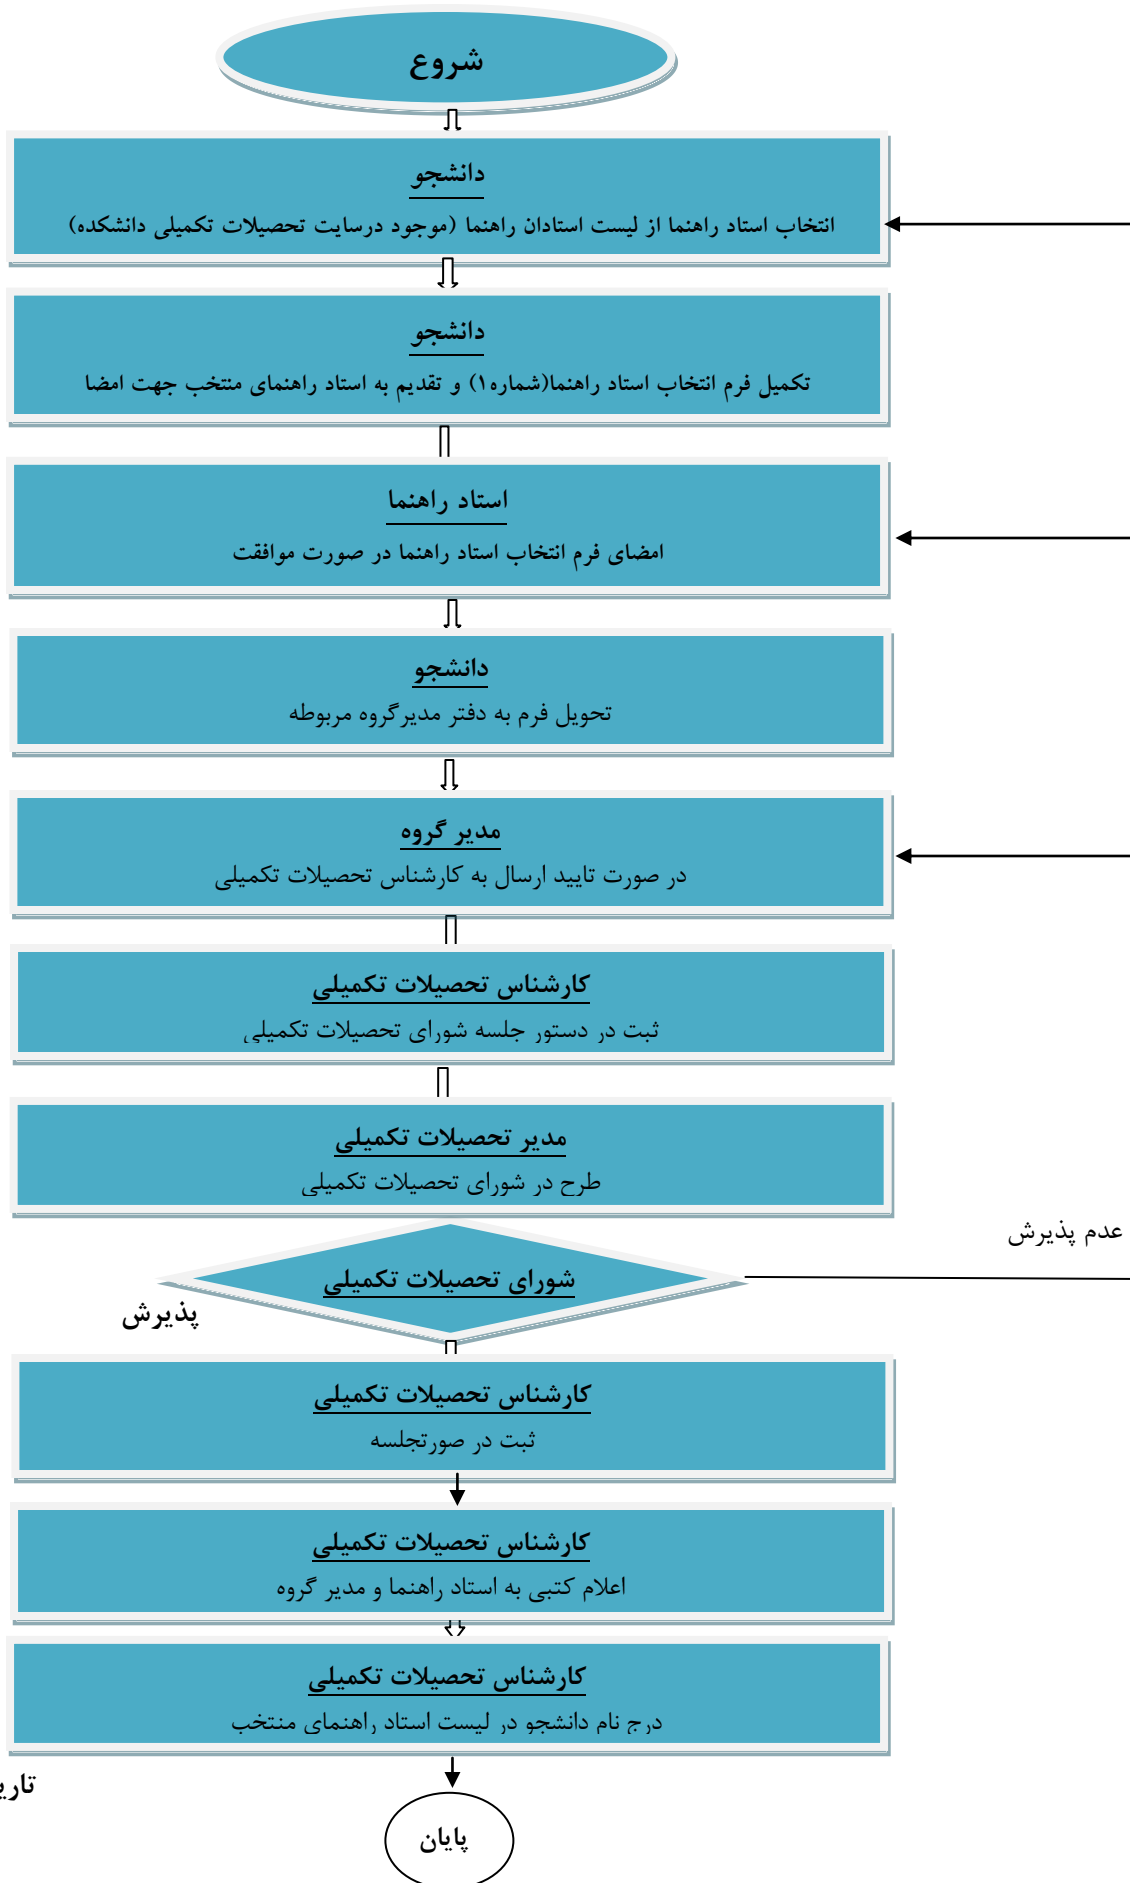 شروع
دانشجو
انتخاب استاد راهنما از لیست استادان راهنما (موجود درسایت تحصیلات تکمیلی دانشکده)
دانشجو
تکمیل فرم انتخاب استاد راهنما(شماره۱) و تقدیم به استاد راهنمای منتخب جهت امضا
استاد راهنما
امضای فرم انتخاب استاد راهنما در صورت موافقت
دانشجو
تحویل فرم به دفتر مدیرگروه مربوطه
مدیر گروه
در صورت تایید ارسال به کارشناس تحصیلات تکمیلی
کارشناس تحصیلات تکمیلی
ثبت در دستور جلسه شورای تحصیلات تکمیلی
مدیر تحصیلات تکمیلی
طرح در شورای تحصیلات تکمیلی
عدم پذیرش
شورای تحصیلات تکمیلی
پذیرش
کارشناس تحصیلات تکمیلی
ثبت در صورتجلسه
کارشناس تحصیلات تکمیلی
اعلام کتبی به استاد راهنما و مدیر گروه
کارشناس تحصیلات تکمیلی
درج نام دانشجو در لیست استاد راهنمای منتخب
پایان